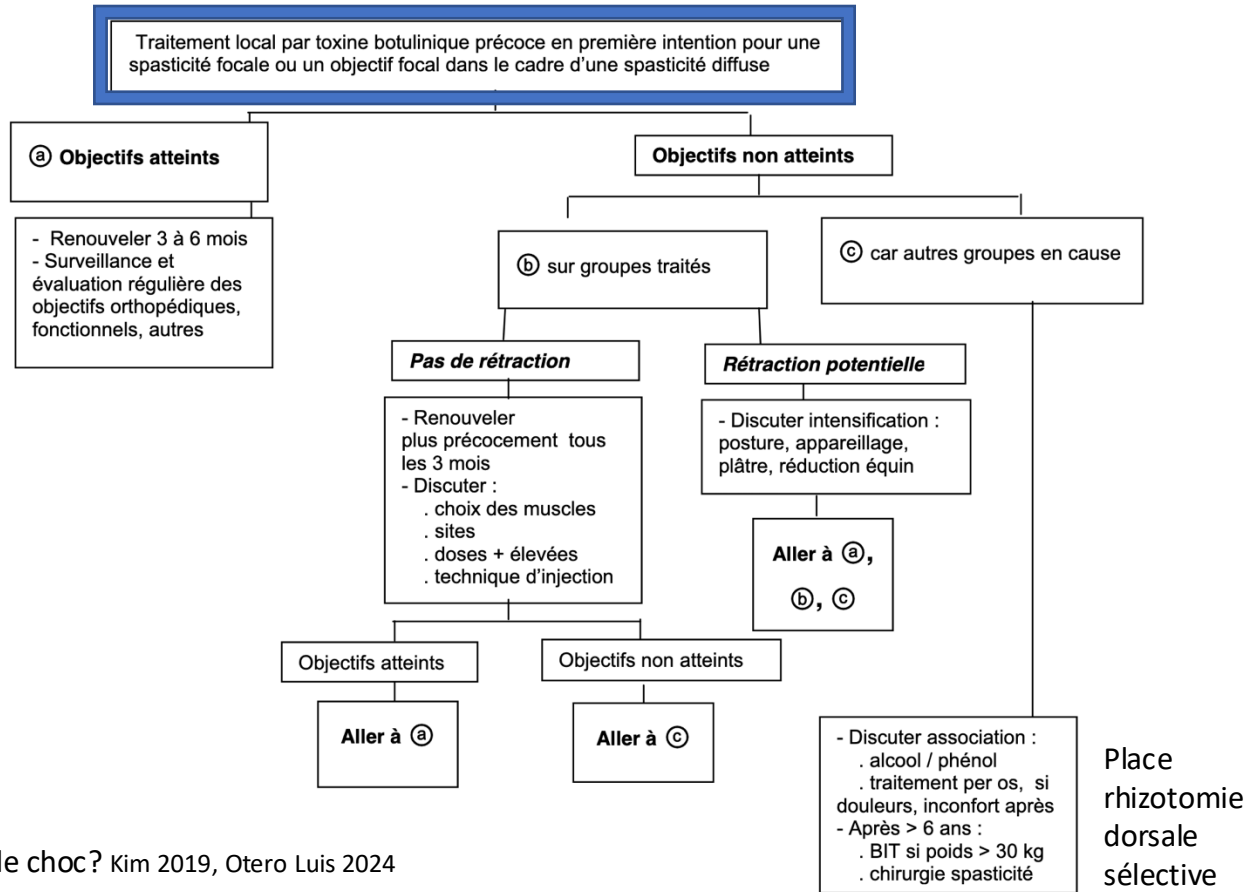 Traitement local par toxine botulinique précoce en première intention pour une
spasticité focale ou un objectif focal dans le cadre d'une spasticité diffuse
ⓐ Objectifs atteints
Objectifs non atteints
- Renouveler 3 à 6 mois
- Surveillance et
évaluation régulière des
objectifs orthopédiques,
fonctionnels, autres
ⓑ sur groupes traités
ⓒ car autres groupes en cause
Pas de rétraction
Rétraction potentielle
- Renouveler
plus précocement tous
les 3 mois
- Discuter :
. choix des muscles
. sites
. doses + élevées
. technique d'injection
- Discuter intensification :
posture, appareillage,
plâtre, réduction équin
Aller à ⓐ,
ⓑ, ⓒ
Objectifs atteints
Objectifs non atteints
Aller à ⓐ
Aller à ⓒ
- Discuter association :
. alcool / phénol
. traitement per os, si
douleurs, inconfort après
- Après > 6 ans :
. BIT si poids > 30 kg
. chirurgie spasticité
Place
rhizotomie
dorsale
sélective
de choc? Kim 2019, Otero Luis 2024